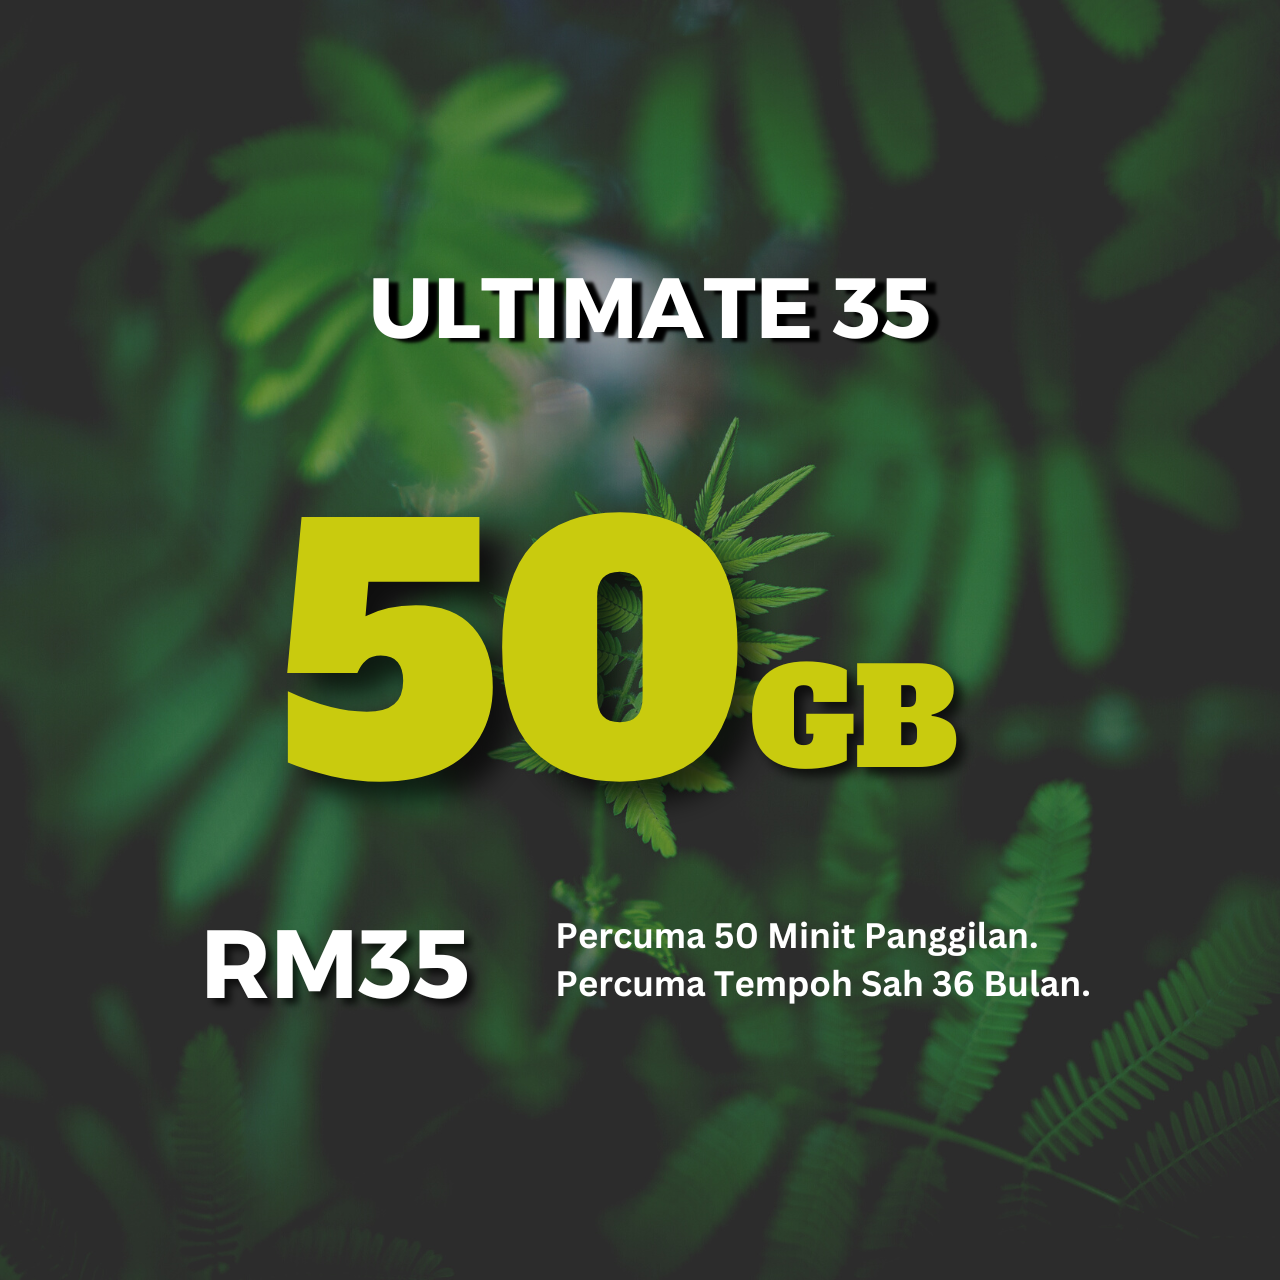 ULTIMATE 35
50GB
RM35
Percuma 50 Minit Panggilan.
Percuma Tempoh Sah 36 Bulan.